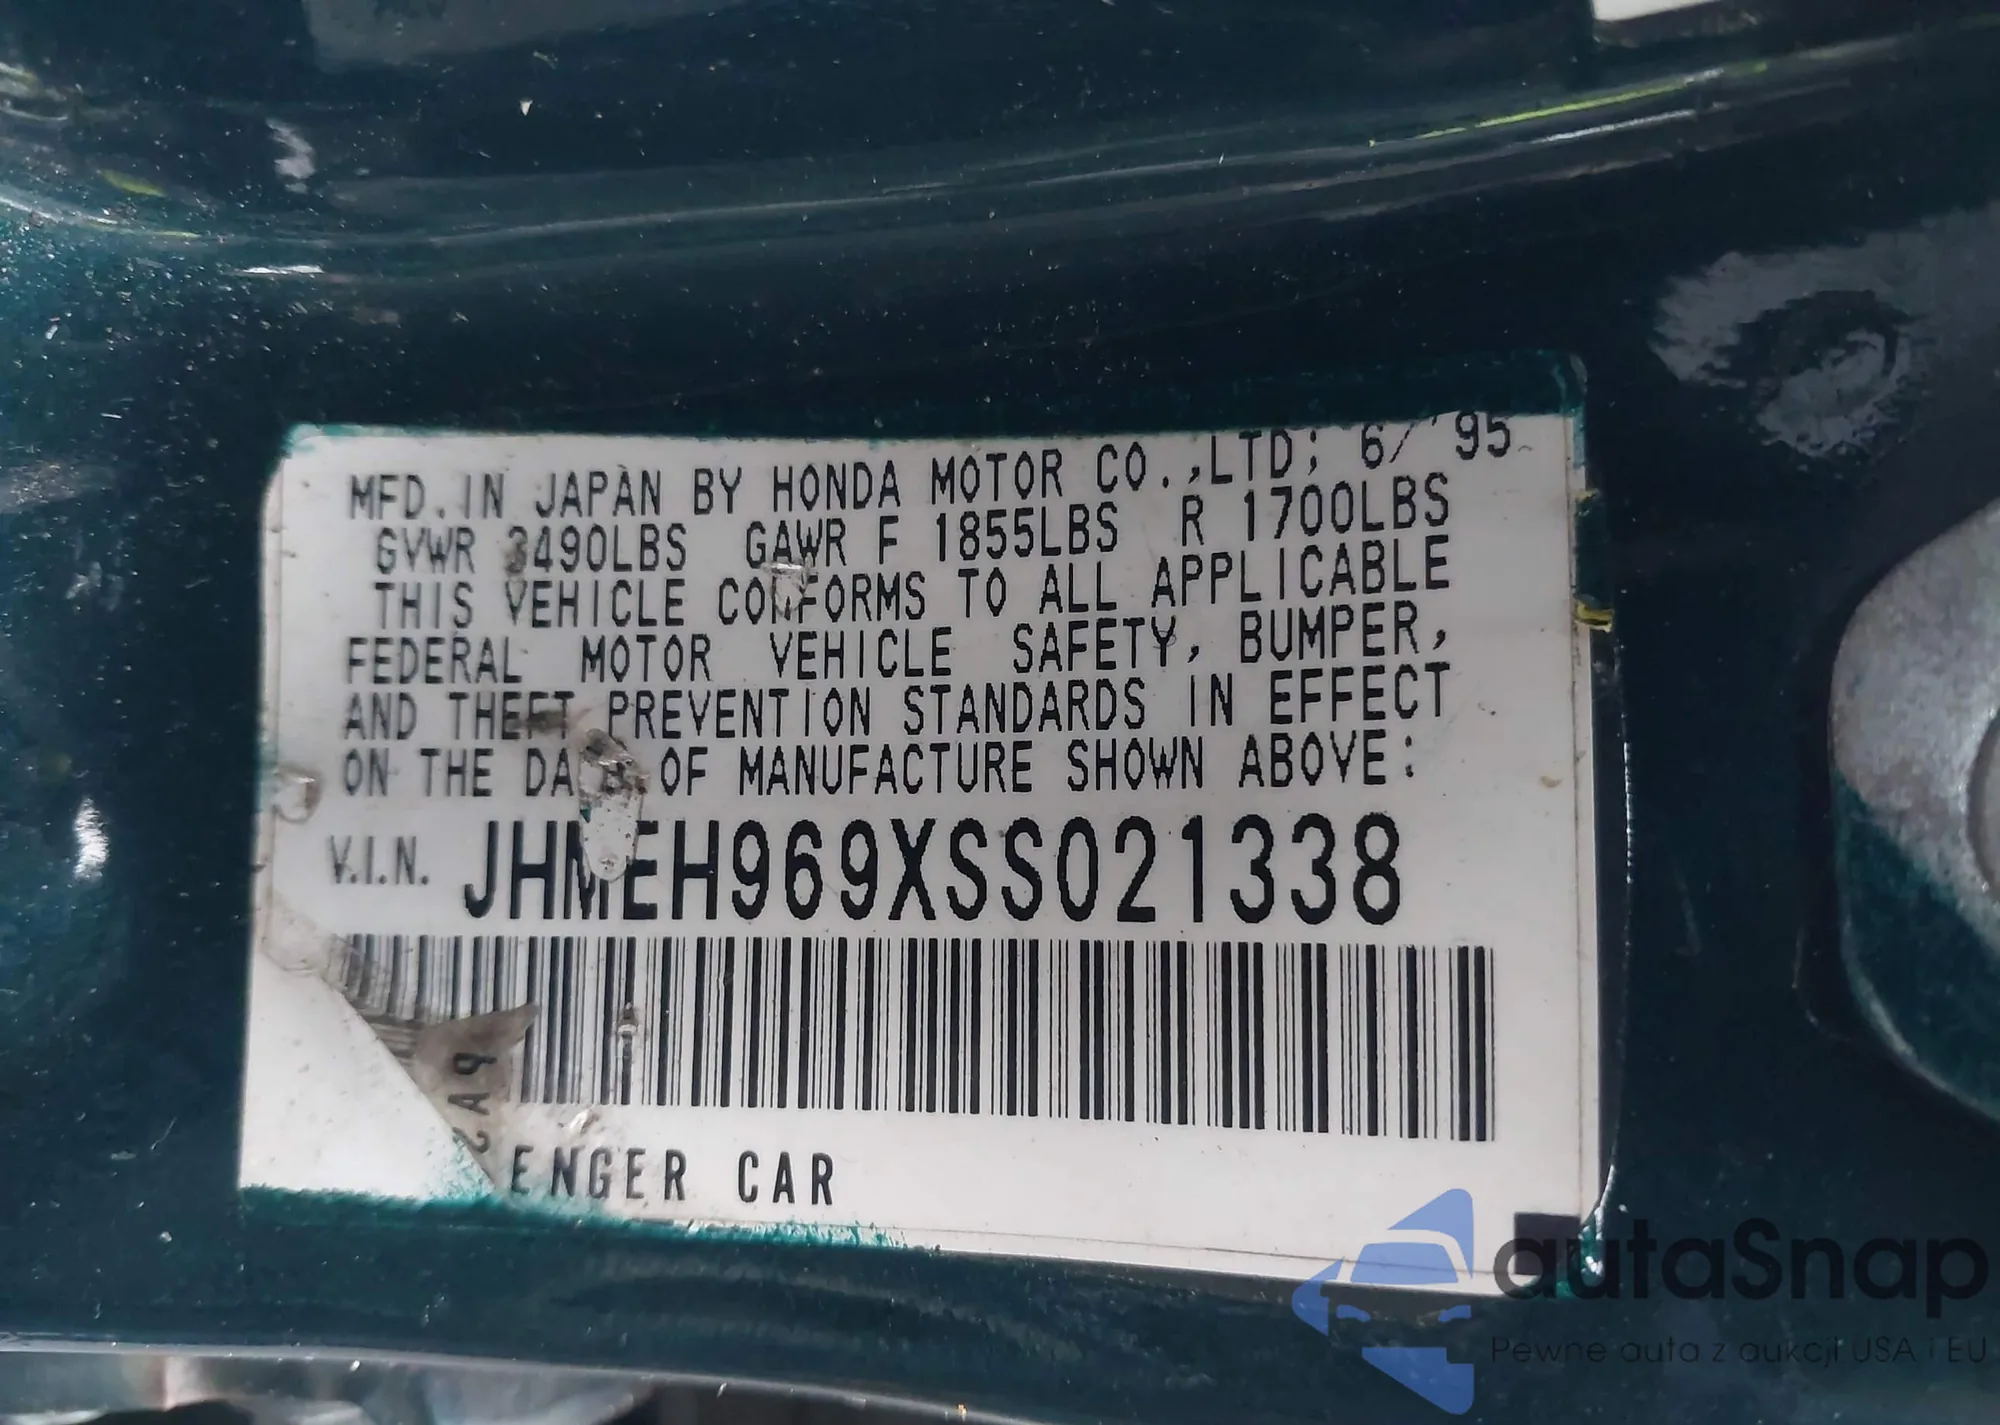 MFD. IN JAPAN BY HONDA MOTOR CO., LTD; 6/'95
GVWR 3490LBS GAWR F 1855LBS R 1700LBS
THIS VEHICLE CONFORMS TO ALL APPLICABLE
FEDERAL MOTOR VEHICLE SAFETY, BUMPER,
AND THEFT PREVENTION STANDARDS IN EFFECT
ON THE DATE OF MANUFACTURE SHOWN ABOVE:
V.I.N. JHMEH969XSS021338
ENGER CAR
autaSnap
Pewne auta z aukcji USA i EU